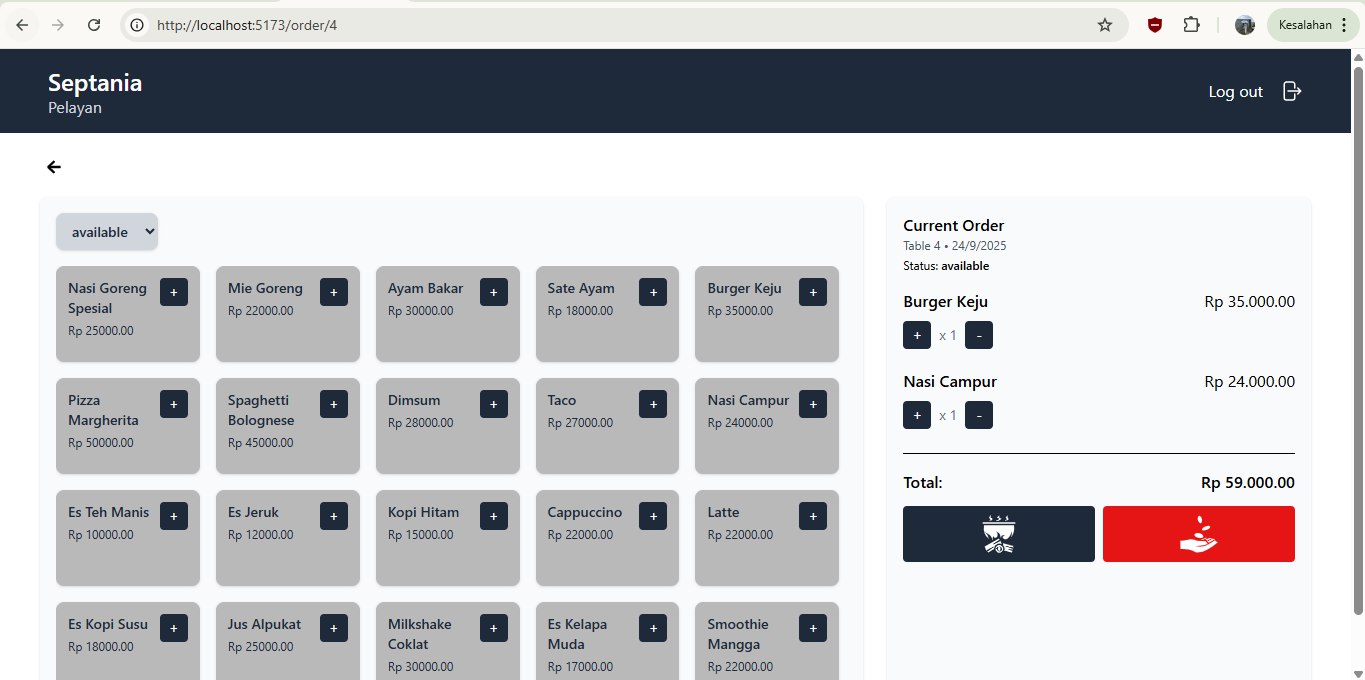 http://localhost:5173/order/4
Kesalahan
Septania
Pelayan
Log out
available
Nasi Goreng
Spesial
Rp 25000.00
+
Mie Goreng
Rp 22000.00
+
Ayam Bakar
Rp 30000.00
+
Sate Ayam
Rp 18000.00
+
Burger Keju
Rp 35000.00
+
Pizza
Margherita
Rp 50000.00
+
Spaghetti
Bolognese
Rp 45000.00
+
Dimsum
Rp 28000.00
+
Taco
Rp 27000.00
+
Nasi Campur
Rp 24000.00
+
Es Teh Manis
Rp 10000.00
+
Es Jeruk
Rp 12000.00
+
Kopi Hitam
Rp 15000.00
+
Cappuccino
Rp 22000.00
+
Latte
Rp 22000.00
+
Es Kopi Susu
Rp 18000.00
+
Jus Alpukat
Rp 25000.00
+
Milkshake
Coklat
Rp 30000.00
+
Es Kelapa
Muda
Rp 17000.00
+
Smoothie
Mangga
Rp 22000.00
+
Current Order
Table 4 • 24/9/2025
Status: available
Burger Keju Rp 35.000.00
+ x 1 -
Nasi Campur Rp 24.000.00
+ x 1 -
Total: Rp 59.000.00